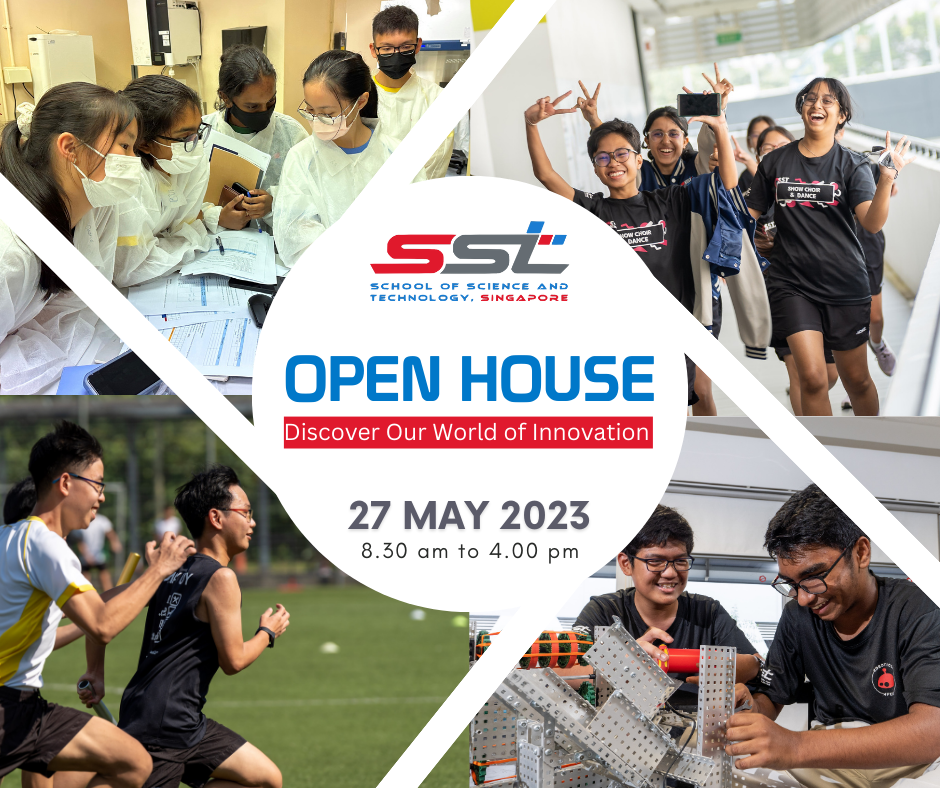 SST
SCHOOL OF SCIENCE AND
TECHNOLOGY, SINGAPORE
OPEN HOUSE
Discover Our World of Innovation
27 MAY 2023
8.30 am to 4.00 pm
SHOW CHOIR
& DANCE
SHOW CHOIR
& DANCE